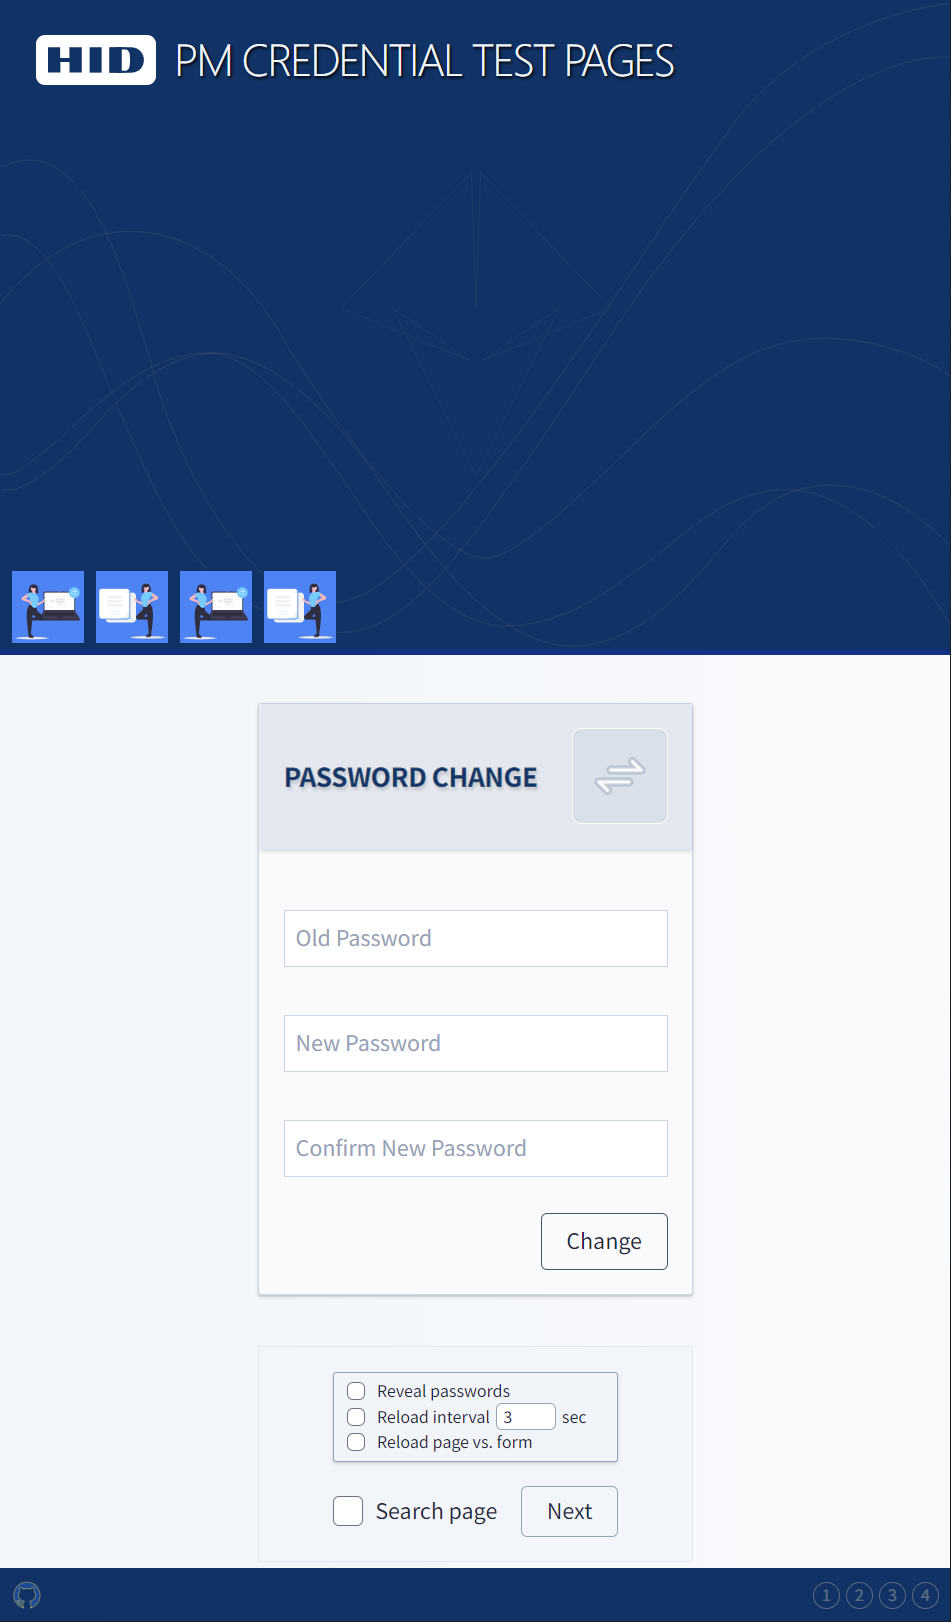 HID PM CREDENTIAL TEST PAGES
PASSWORD CHANGE
Old Password
New Password
Confirm New Password
Change
Reveal passwords
Reload interval 3 sec
Reload page vs. form
Search page Next
1 2 3 4